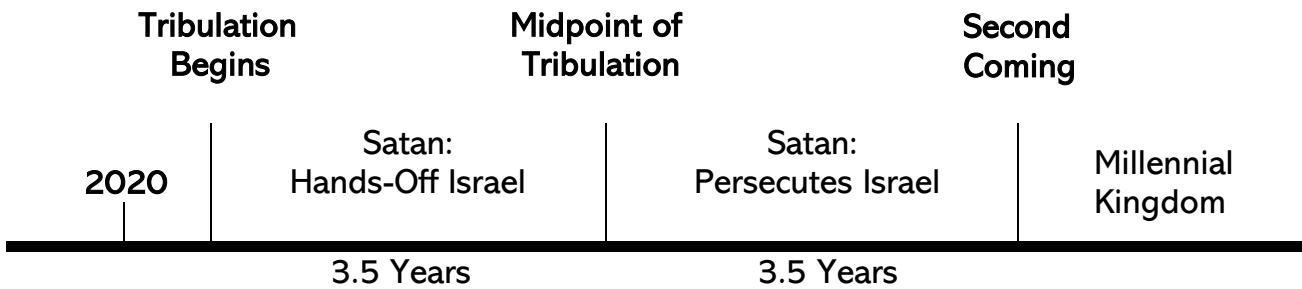 Tribulation
Begins
Midpoint of
Tribulation
Second
Coming
2020
Satan:
Hands-Off Israel
Satan:
Persecutes Israel
Millennial
Kingdom
3.5 Years
3.5 Years